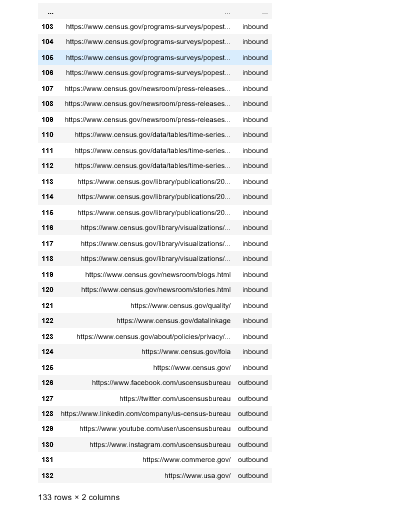 ... ... ...
103 https://www.census.gov/programs-surveys/popest... inbound
104 https://www.census.gov/programs-surveys/popest... inbound
105 https://www.census.gov/programs-surveys/popest... inbound
106 https://www.census.gov/programs-surveys/popest... inbound
107 https://www.census.gov/newsroom/press-releases... inbound
108 https://www.census.gov/newsroom/press-releases... inbound
109 https://www.census.gov/newsroom/press-releases... inbound
110 https://www.census.gov/data/tables/time-series... inbound
111 https://www.census.gov/data/tables/time-series... inbound
112 https://www.census.gov/data/tables/time-series... inbound
113 https://www.census.gov/library/publications/20... inbound
114 https://www.census.gov/library/publications/20... inbound
115 https://www.census.gov/library/publications/20... inbound
116 https://www.census.gov/library/visualizations/... inbound
117 https://www.census.gov/library/visualizations/... inbound
118 https://www.census.gov/library/visualizations/... inbound
119 https://www.census.gov/newsroom/blogs.html inbound
120 https://www.census.gov/newsroom/stories.html inbound
121 https://www.census.gov/quality/ inbound
122 https://www.census.gov/datalinkage inbound
123 https://www.census.gov/about/policies/privacy/... inbound
124 https://www.census.gov/foia inbound
125 https://www.census.gov/ inbound
126 https://www.facebook.com/uscensusbureau outbound
127 https://twitter.com/uscensusbureau outbound
128 https://www.linkedin.com/company/us-census-bureau outbound
129 https://www.youtube.com/user/uscensusbureau outbound
130 https://www.instagram.com/uscensusbureau outbound
131 https://www.commerce.gov/ outbound
132 https://www.usa.gov/ outbound
133 rows × 2 columns